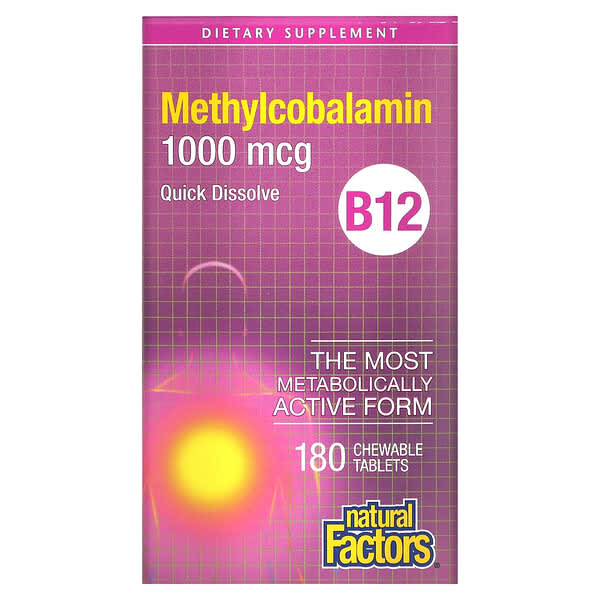 DIETARY SUPPLEMENT
Methylcobalamin
1000 mcg
Quick Dissolve
B12
THE MOST
METABOLICALLY
ACTIVE FORM
180 CHEWABLE
TABLETS
natural
Factors®